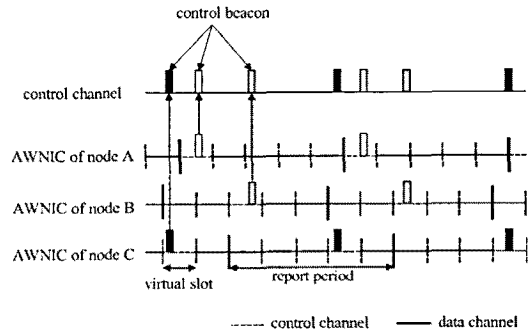 control beacon
control channel
AWNIC of node A
AWNIC of node B
AWNIC of node C
virtual slot
report period
control channel
data channel